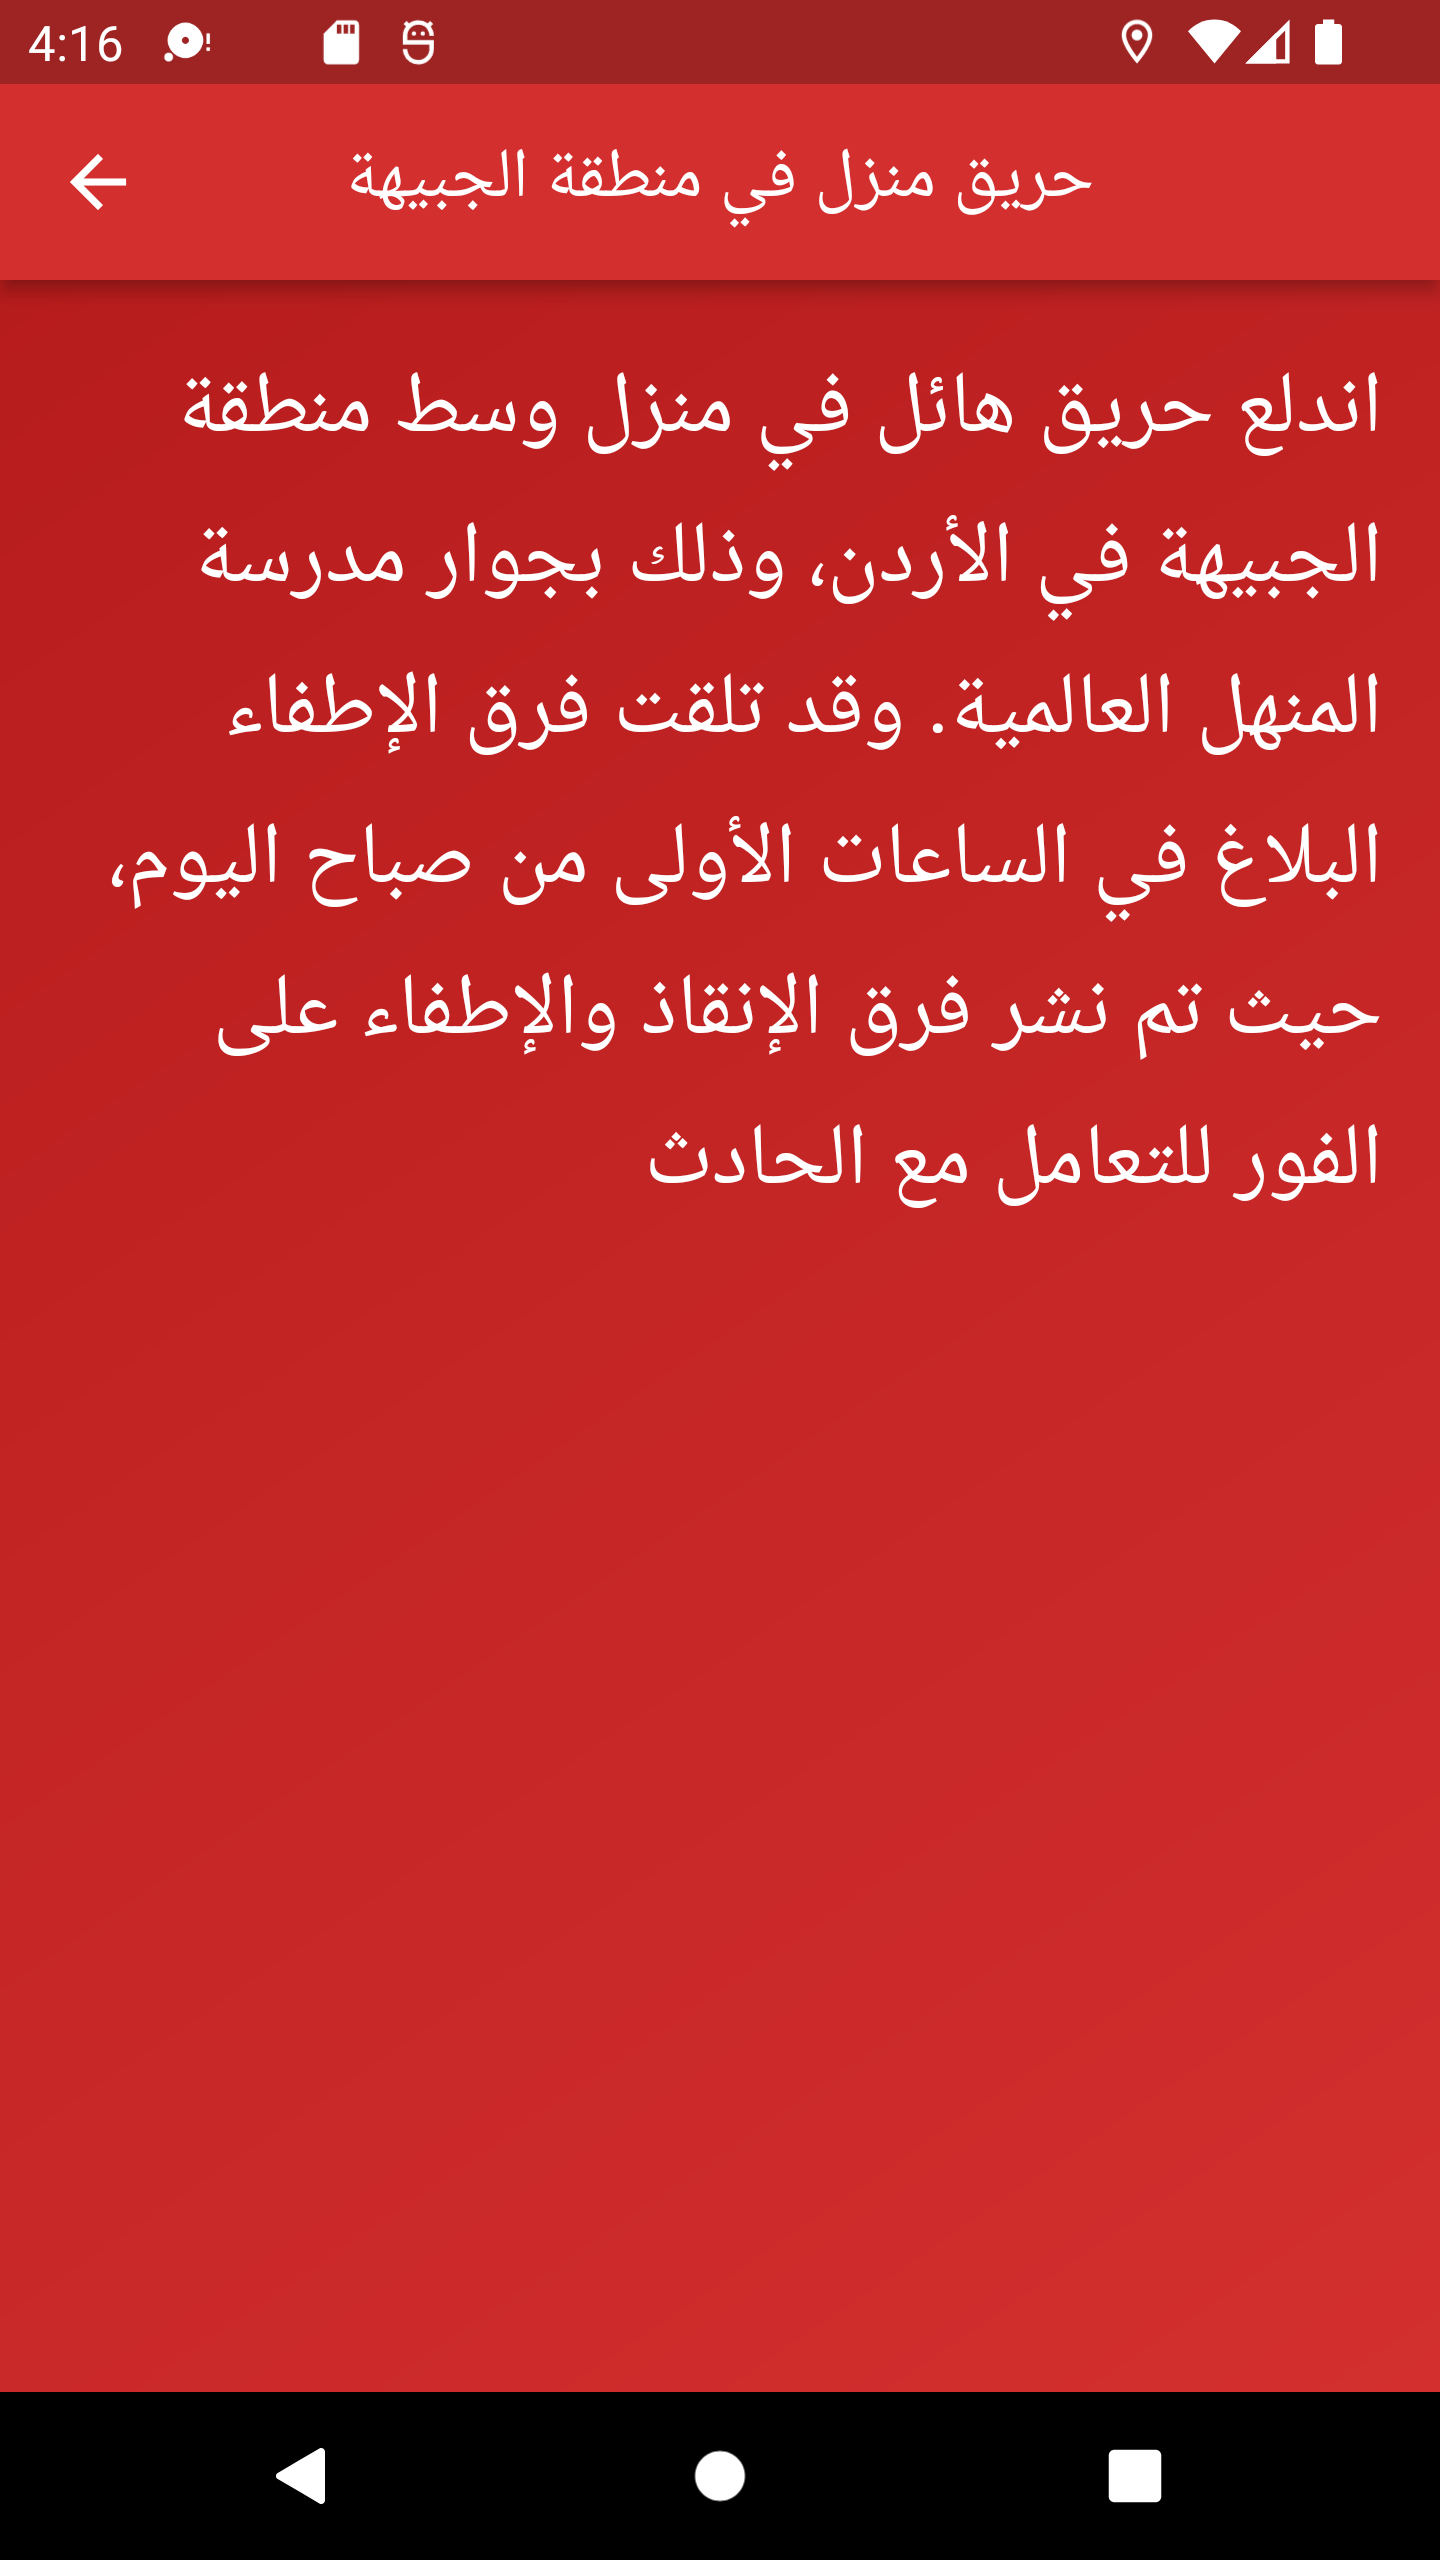 4:16
حريق منزل في منطقة الجبيهة
اندلع حريق هائل في منزل وسط منطقة
الجبيهة في الأردن، وذلك بجوار مدرسة
المنهل العالمية. وقد تلقت فرق الإطفاء
البلاغ في الساعات الأولى من صباح اليوم،
حيث تم نشر فرق الإنقاذ والإطفاء على
الفور للتعامل مع الحادث